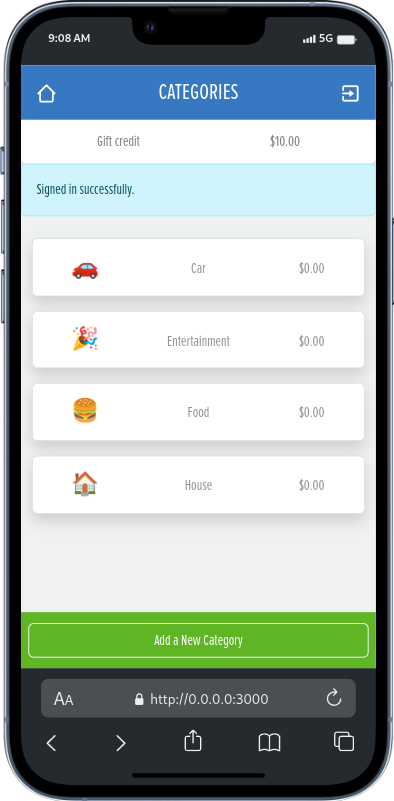 9:08 AM 5G
CATEGORIES
Gift credit $10.00
Signed in successfully.
Car $0.00
Entertainment $0.00
Food $0.00
House $0.00
Add a New Category
AA http://0.0.0.0:3000